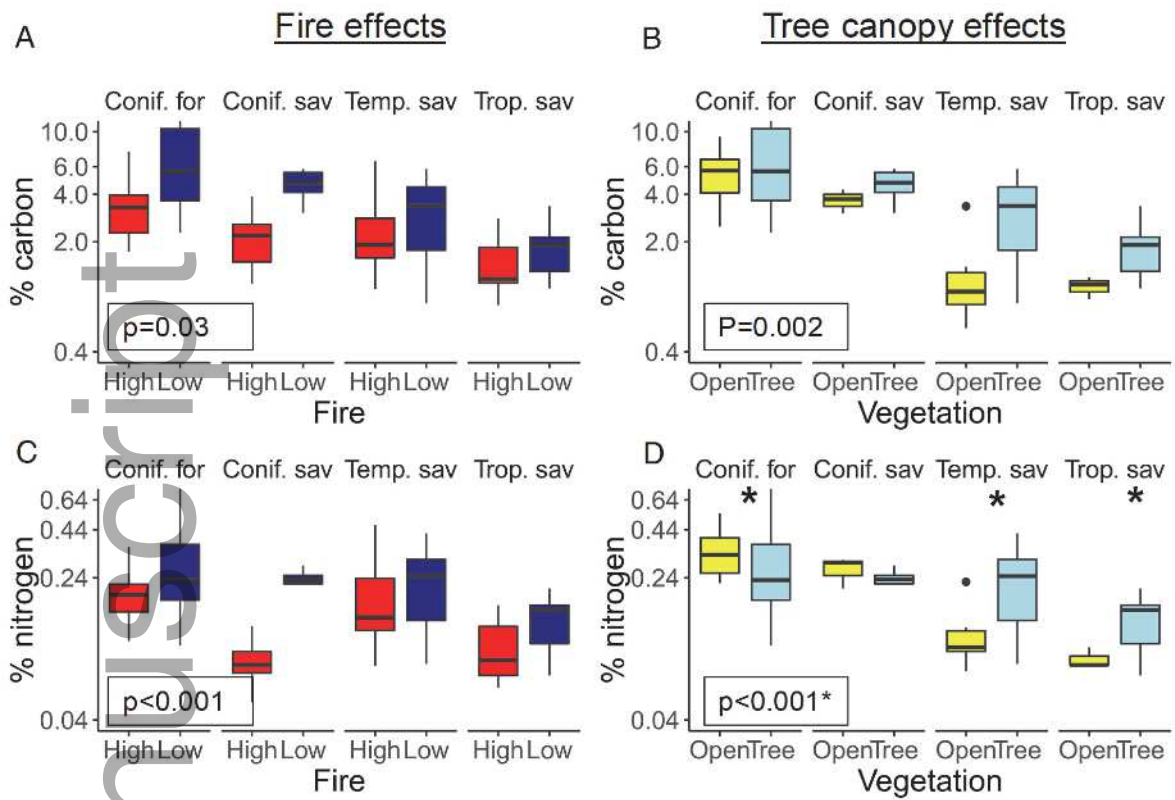 A Fire effects
B Tree canopy effects
Conif. for Conif. sav Temp. sav Trop. sav
Conif. for Conif. sav Temp. sav Trop. sav
% carbon
10.0
6.0
4.0
2.0
0.4
p=0.03
High Low High Low High Low High Low
Fire
% carbon
10.0
6.0
4.0
2.0
0.4
P=0.002
Open Tree Open Tree Open Tree Open Tree
Vegetation
C
Conif. for Conif. sav Temp. sav Trop. sav
% nitrogen
0.64
0.44
0.24
0.04
p<0.001
High Low High Low High Low High Low
Fire
D
Conif. for Conif. sav Temp. sav Trop. sav
* * *
% nitrogen
0.64
0.44
0.24
0.04
p<0.001*
Open Tree Open Tree Open Tree Open Tree
Vegetation
nuscript